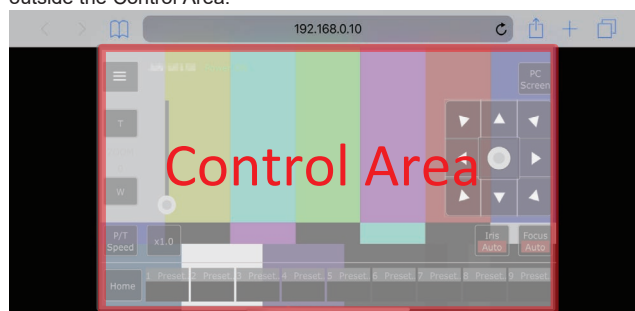 outside the Control Area.
192.168.0.10
PC
Screen
T
Control Area
W
P/T
Speed
x1.0
Iris
Auto
Focus
Auto
Home
1 Preset. 2 Preset. 3 Preset. 4 Preset. 5 Preset. 6 Preset. 7 Preset. 8 Preset. 9 Preset.